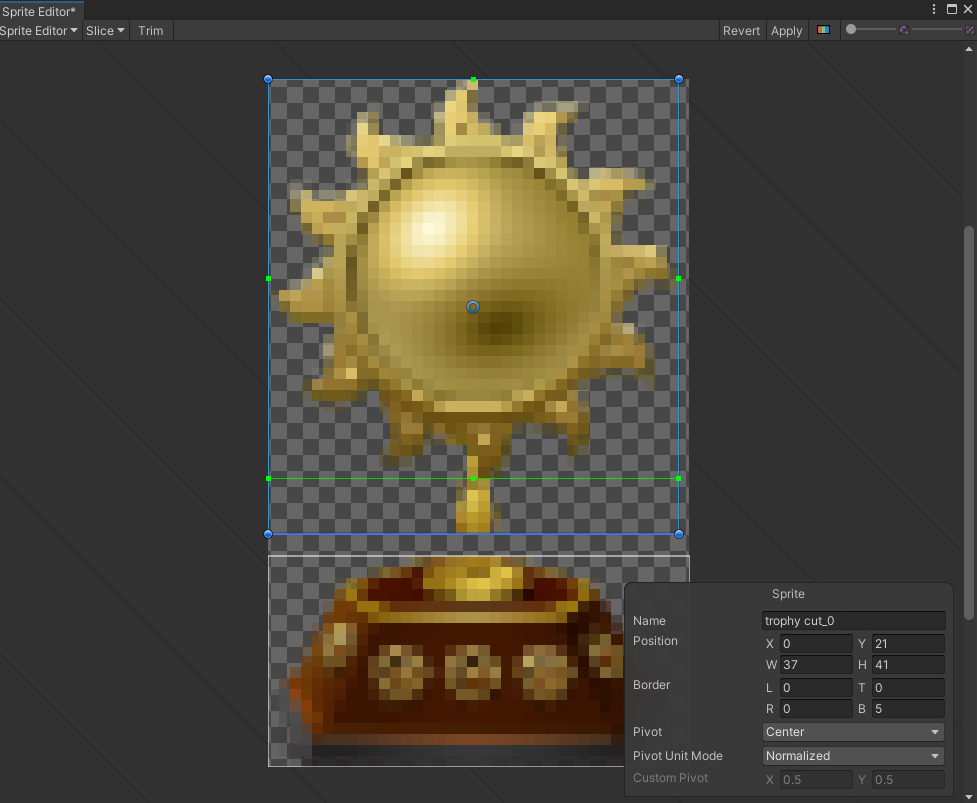 Sprite Editor*
Sprite Editor Slice Trim Revert Apply
Sprite
Name trophy cut_0
Position X 0 Y 21
W 37 H 41
Border L 0 T 0
R 0 B 5
Pivot Center
Pivot Unit Mode Normalized
Custom Pivot X 0.5 Y 0.5